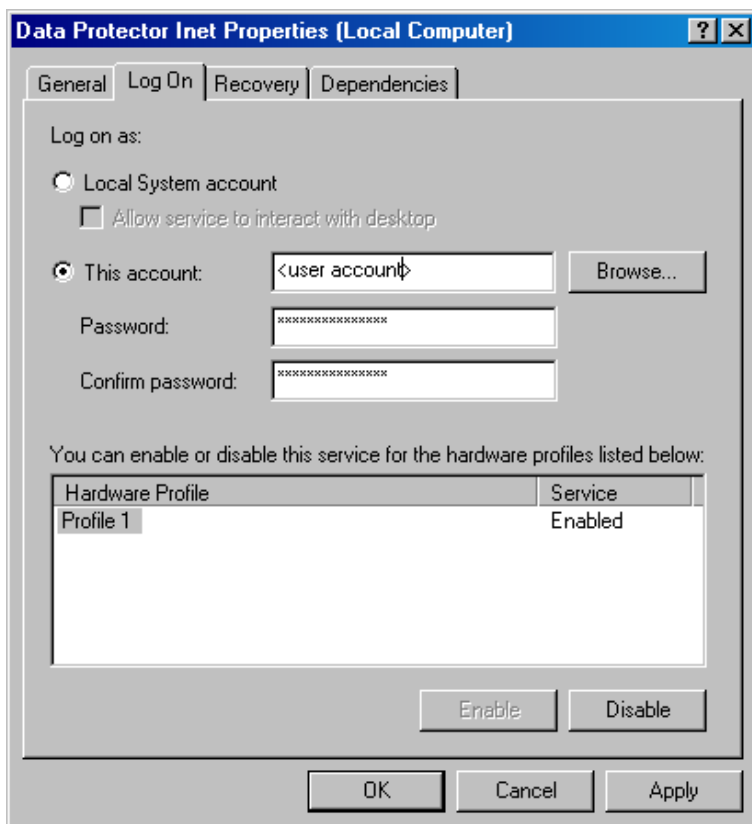 Data Protector Inet Properties (Local Computer) ? X
General Log On Recovery Dependencies
Log on as:
Local System account
Allow service to interact with desktop
This account: <user account> Browse...
Password: ***************
Confirm password: ***************
You can enable or disable this service for the hardware profiles listed below:
Hardware Profile Service
Profile 1 Enabled
Enable Disable
OK Cancel Apply